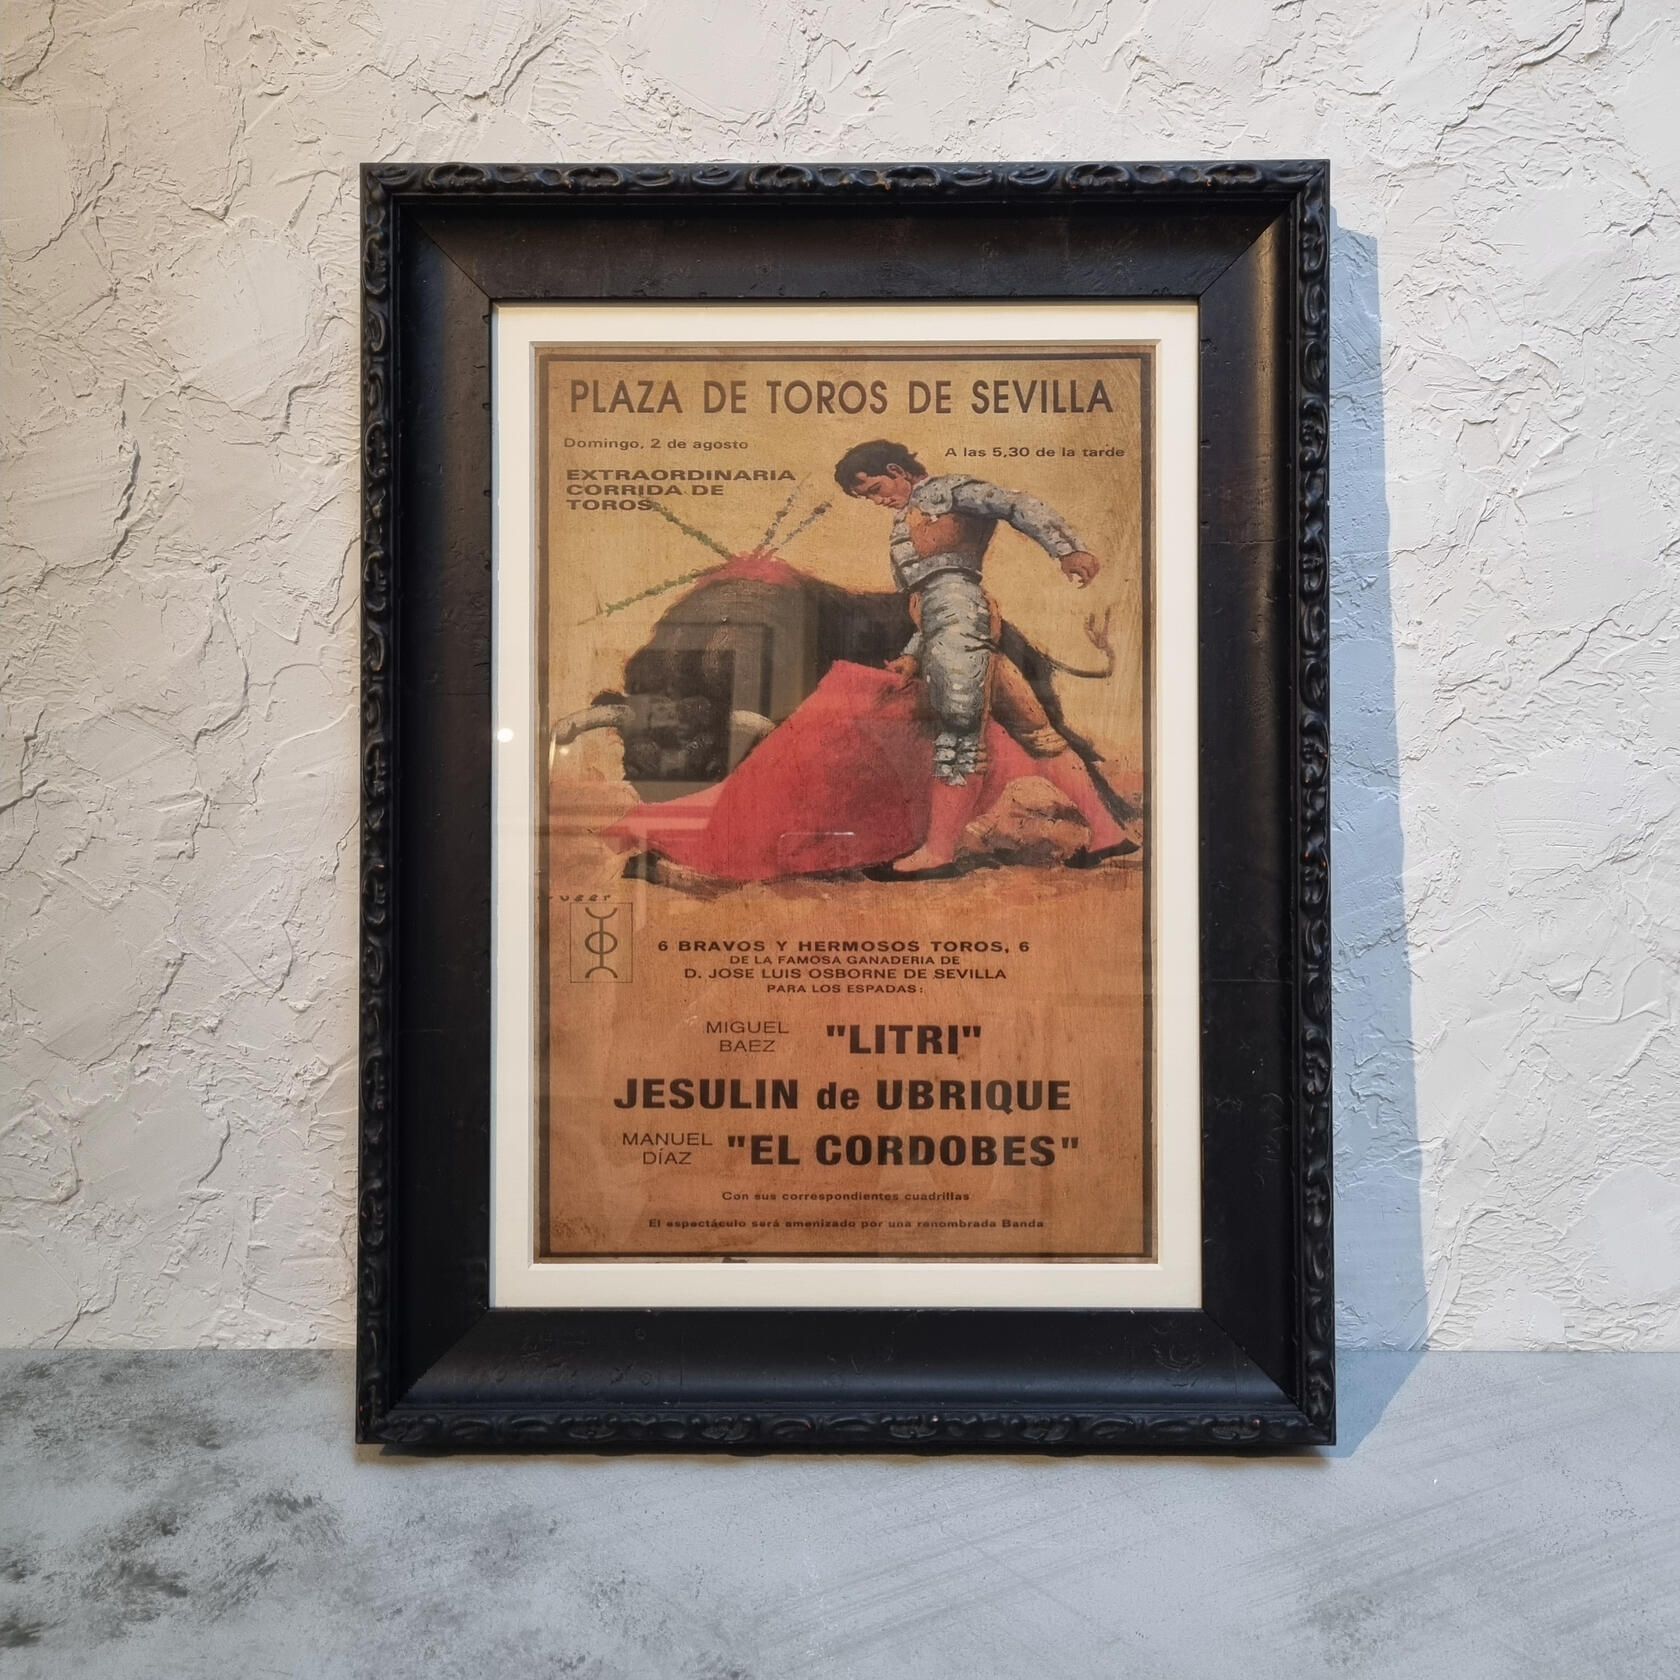 PLAZA DE TOROS DE SEVILLA
Domingo, 2 de agosto
A las 5,30 de la tarde
EXTRAORDINARIA
CORRIDA DE
TOROS
6 BRAVOS Y HERMOSOS TOROS, 6
DE LA FAMOSA GANADERIA DE
D. JOSE LUIS OSBORNE DE SEVILLA
PARA LOS ESPADAS:
MIGUEL BAEZ "LITRI"
JESULIN de UBRIQUE
MANUEL DÍAZ "EL CORDOBES"
Con sus correspondientes cuadrillas
El espectáculo será amenizado por una renombrada Banda